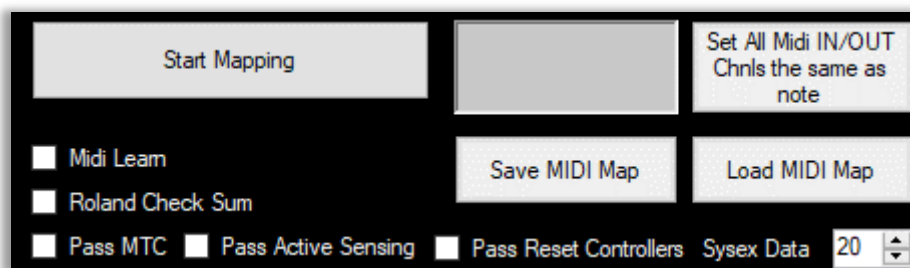 Start Mapping
Set All Midi IN/OUT
Chnls the same as
note
Midi Learn
Save MIDI Map
Load MIDI Map
Roland Check Sum
Pass MTC
Pass Active Sensing
Pass Reset Controllers
Sysex Data
20